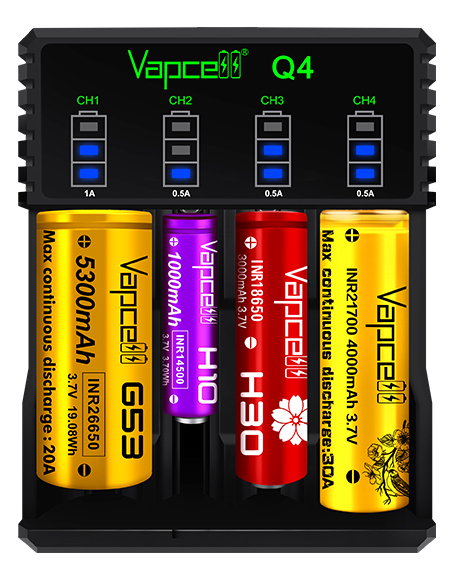 Vapcell® Q4
CH1 CH2 CH3 CH4
1A 0.5A 0.5A 0.5A
Vapcell G53
5300mAh INR26650
3.7V 19.08Wh
Max continuous discharge : 20A
Vapcell H10
1000mAh INR14500
3.7V 3.70Wh
Vapcell H30
INR18650
3000mAh 3.7V
Vapcell
INR21700 4000mAh 3.7V
Max continuous discharge:30A